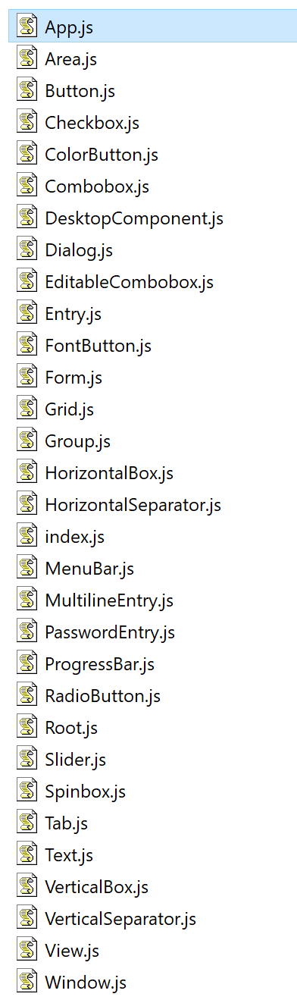 App.js
Area.js
Button.js
Checkbox.js
ColorButton.js
Combobox.js
DesktopComponent.js
Dialog.js
EditableCombobox.js
Entry.js
FontButton.js
Form.js
Grid.js
Group.js
HorizontalBox.js
HorizontalSeparator.js
index.js
MenuBar.js
MultilineEntry.js
PasswordEntry.js
ProgressBar.js
RadioButton.js
Root.js
Slider.js
Spinbox.js
Tab.js
Text.js
VerticalBox.js
VerticalSeparator.js
View.js
Window.js